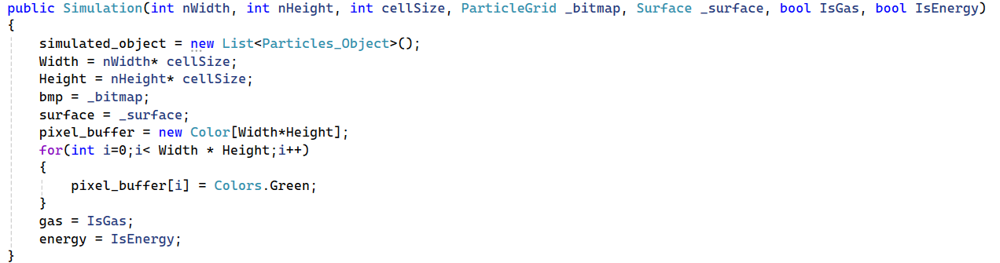 public Simulation(int nWidth, int nHeight, int cellSize, ParticleGrid _bitmap, Surface _surface, bool IsGas, bool IsEnergy)
{
    simulated_object = new List<Particles_Object>();
    Width = nWidth* cellSize;
    Height = nHeight* cellSize;
    bmp = _bitmap;
    surface = _surface;
    pixel_buffer = new Color[Width*Height];
    for(int i=0;i< Width * Height;i++)
    {
        pixel_buffer[i] = Colors.Green;
    }
    gas = IsGas;
    energy = IsEnergy;
}